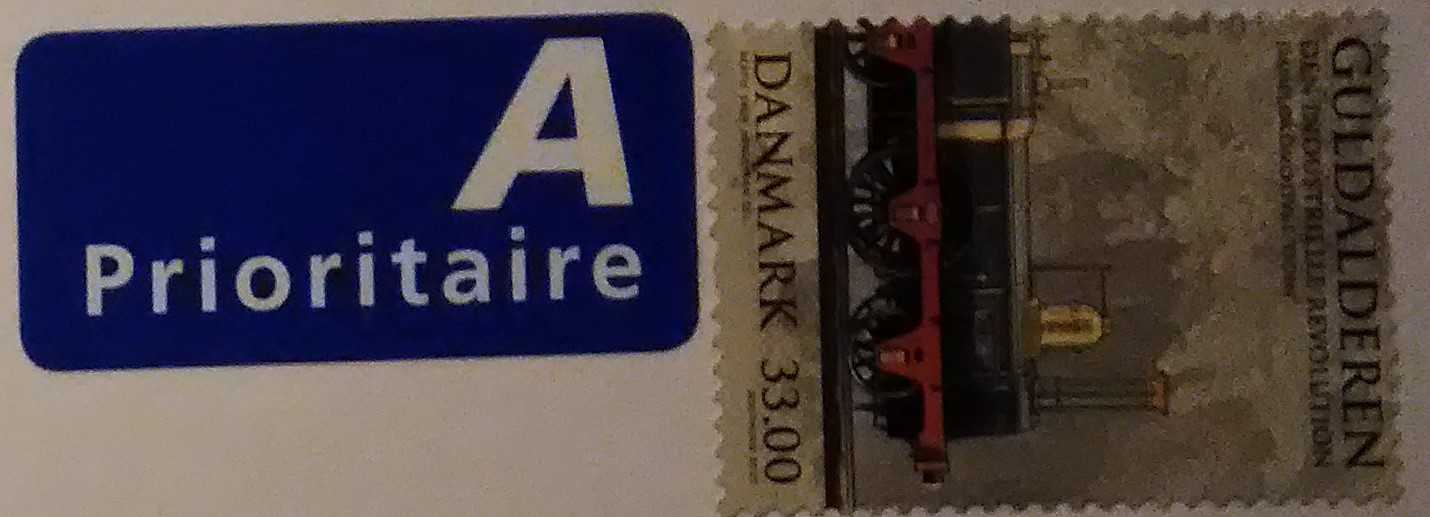 A
Prioritaire
GULDALDEREN
DEN INDUSTRIELLE REVOLUTION
DANMARK 33.00